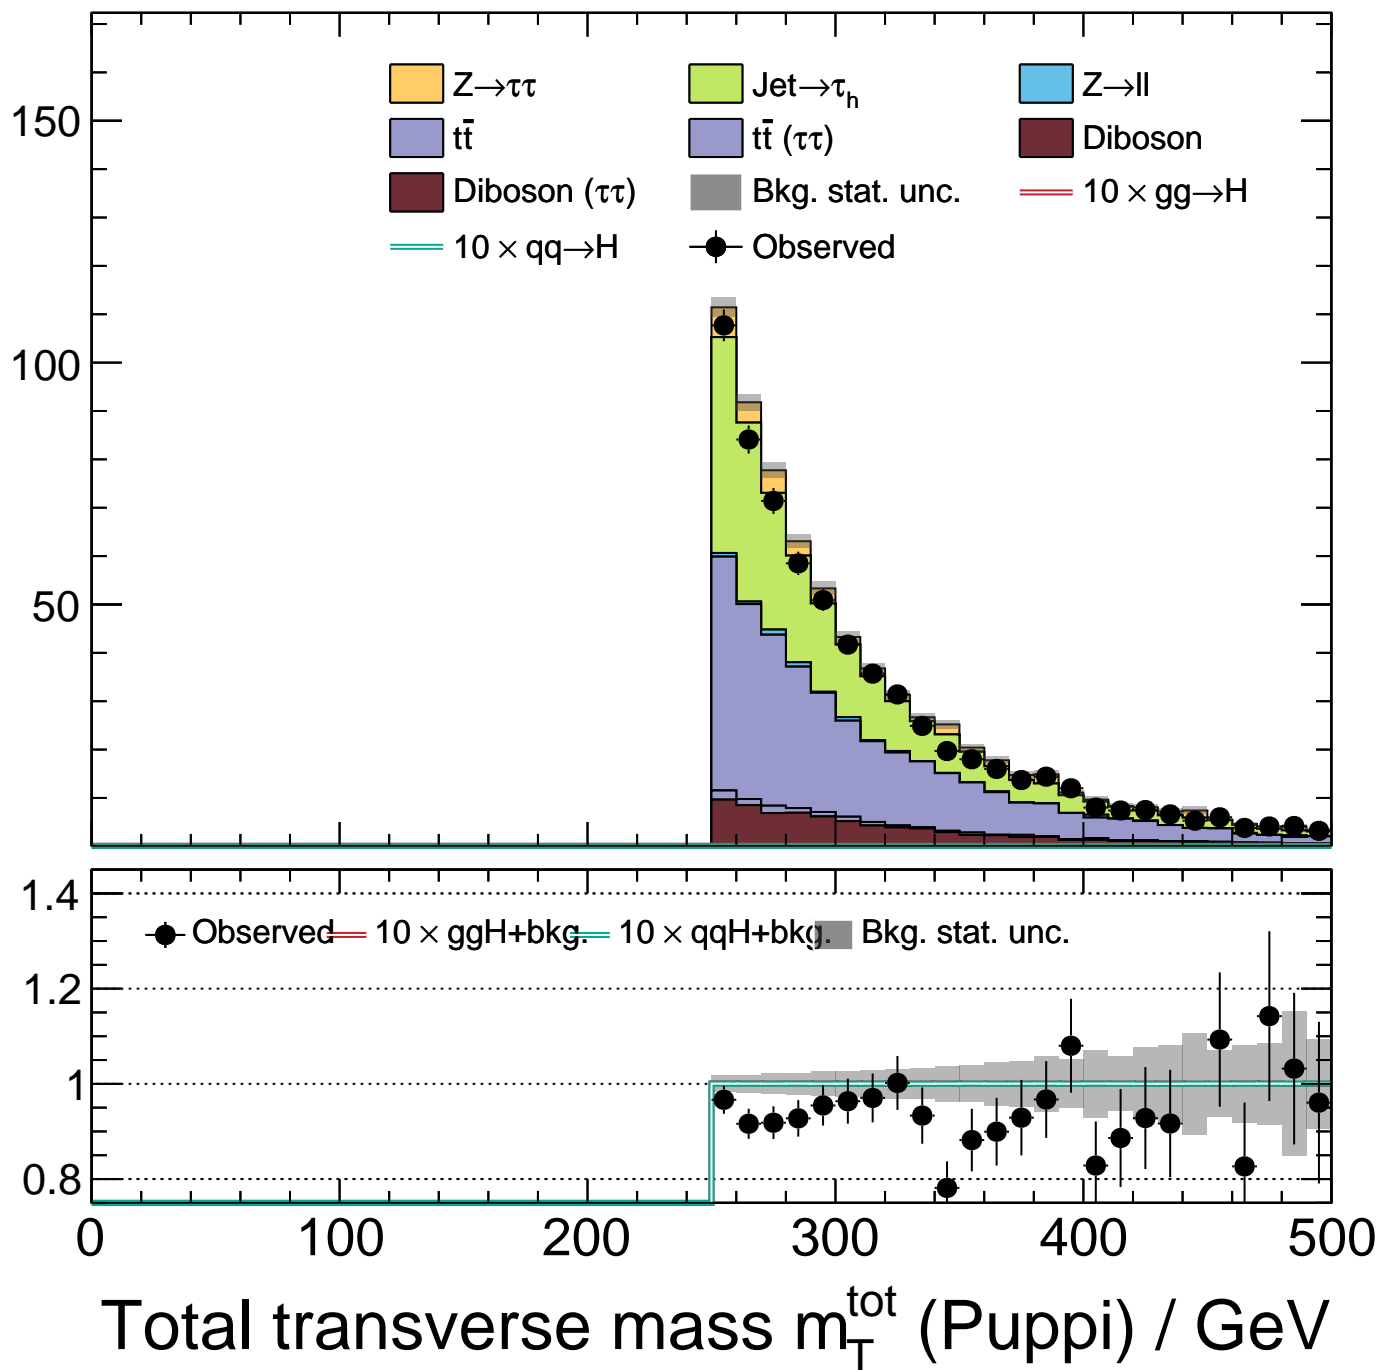 150
100
50
Z→ττ Jet→τh Z→ll
tt̄ tt̄ (ττ) Diboson
Diboson (ττ) Bkg. stat. unc. 10 × gg→H
10 × qq→H Observed
1.4
1.2
1
0.8
Observed 10 × ggH+bkg. 10 × qqH+bkg. Bkg. stat. unc.
0 100 200 300 400 500
Total transverse mass m_T^tot (Puppi) / GeV